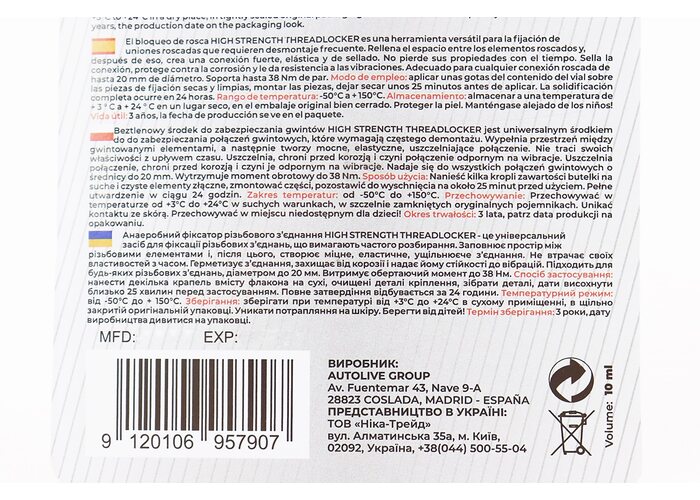 +3°C & +24°C in a dry place, in tightly sealed original packaging
years, the production date on the packaging look.
El bloqueo de rosca HIGH STRENGTH THREADLOCKER es una herramienta versátil para la fijación de
uniones roscadas que requieren desmontaje frecuente. Rellena el espacio entre los elementos roscados y,
después de eso, crea una conexión fuerte, elástica y de sellado. No pierde sus propiedades con el tiempo. Sella la
conexión, protege contra la corrosión y le da resistencia a las vibraciones. Adecuado para cualquier conexión roscada de
hasta 20 mm de diámetro. Soporta hasta 38 Nm de par. Modo de empleo: aplicar unas gotas del contenido del vial sobre
las piezas de fijación secas y limpias, montar las piezas, dejar secar unos 25 minutos antes de aplicar. La solidificación
completa ocurre en 24 horas. Rango de temperatura: -50°C a + 150°C. Almacenamiento: almacenar a una temperatura de
+ 3 °C a + 24° C en un lugar seco, en el embalaje original bien cerrado. Proteger la piel. Manténgase alejado de los niños!
Vida útil: 3 años, la fecha de producción se ve en el paquete.
Beztlenowy środek do zabezpieczania gwintów HIGH STRENGTH THREADLOCKER jest uniwersalnym środkiem
do do zabezpieczania połączeń gwintowych, które wymagają częstego demontażu. Wypełnia przestrzeń między
gwintowanymi elementami, a następnie tworzy mocne, elastyczne, uszczelniające połączenie. Nie traci swoich
właściwości z upływem czasu. Uszczelnia, chroni przed korozją i czyni połączenie odpornym na wibracje. Uszczelnia
połączenie, chroni przed korozją i czyni je odpornym na wibracje. Nadaje się do wszystkich połączeń gwintowych o
średnicy do 20 mm. Wytrzymuje moment obrotowy do 38 Nm. Sposób użycia: Nanieść kilka kropli zawartości butelki na
suche i czyste elementy złączne, zmontować części, pozostawić do wyschnięcia na około 25 minut przed użyciem. Pełne
utwardzenie w ciągu 24 godzin. Zakres temperatur: od -50°C do +150°C. Przechowywanie: Przechowywać w
temperaturze od +3°C do +24°C w suchym warunkach, w szczelnie zamkniętych oryginalnych pojemnikach. Unikać
kontaktu ze skórą. Przechowywać w miejscu niedostępnym dla dzieci! Okres trwałości: 3 lata, patrz data produkcji na
opakowaniu.
Анаеробний фіксатор різьбового з'єднання HIGH STRENGTH THREADLOCKER - це універсальний
засіб для фіксації різьбових з'єднань, що вимагають частого розбирання. Заповнює простір між
різьбовими елементами і, після цього, створює міцне, еластичне, ущільнююче з'єднання. Не втрачає своїх
властивостей з часом. Герметизує з'єднання, захищає від корозії і надає йому стійкості до вібрацій. Підходить для
будь-яких різьбових з'єднань, діаметром до 20 мм. Витримує обертаючий момент до 38 Нм. Спосіб застосування:
нанести декілька крапель вмісту флакона на сухі, очищені деталі кріплення, зібрати деталі, дати висохнути
близько 25 хвилин перед застосуванням. Повне затвердіння відбувається за 24 години. Температурний режим:
від -50°C до + 150°C. Зберігання: зберігати при температурі від +3°C до +24°C в сухому приміщенні, в щільно
закритій оригінальній упаковці. Уникати потрапляння на шкіру. Берегти від дітей! Термін зберігання: 3 роки, дату
виробництва дивитися на упаковці.
MFD: EXP:
9 120106 957907
ВИРОБНИК:
AUTOLIVE GROUP
Av. Fuentemar 43, Nave 9-A
28823 COSLADA, MADRID - ESPAÑA
ПРЕДСТАВНИЦТВО В УКРАЇНІ:
ТОВ «Ніка-Трейд»
вул. Алматинська 35а, м. Київ,
02092, Україна, +38(044) 500-55-04
Volume: 10 ml